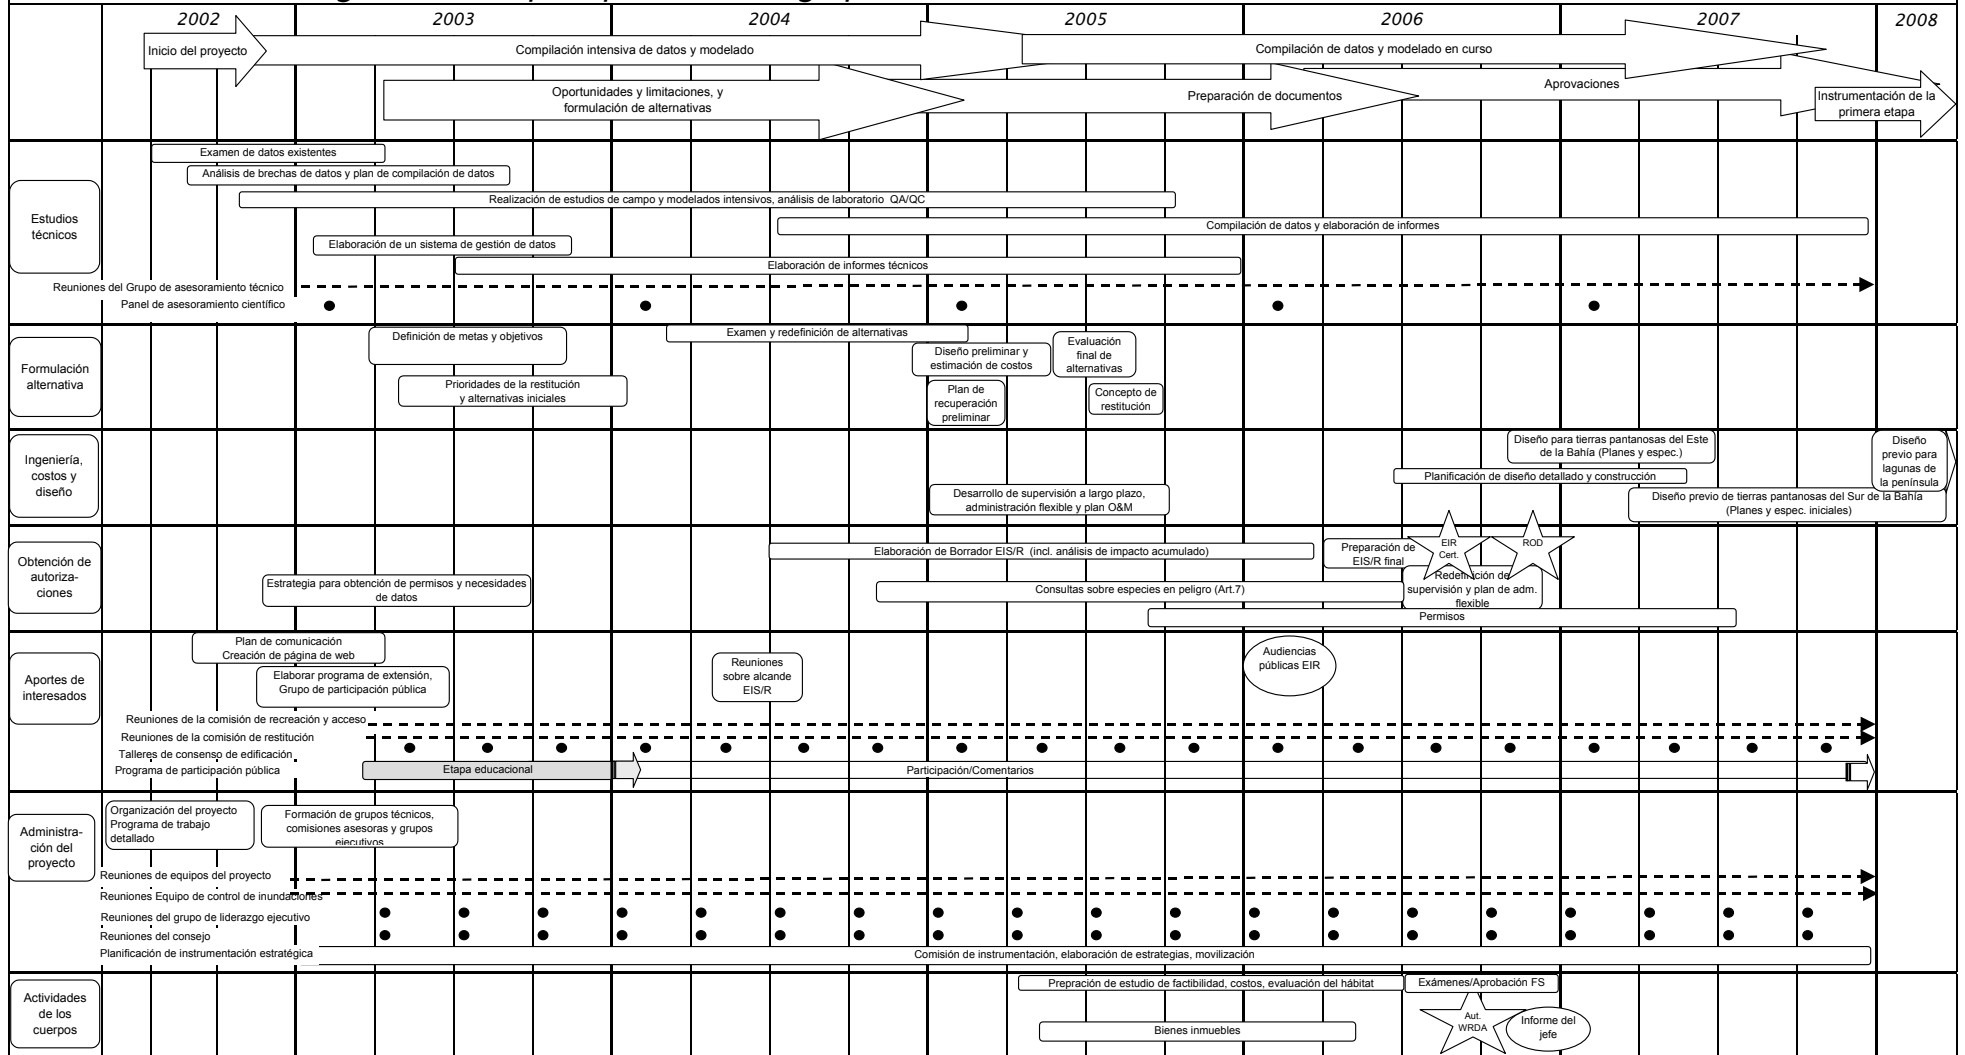 2002 2003 2004 2005 2006 2007 2008
Inicio del proyecto
Compilación intensiva de datos y modelado
Compilación de datos y modelado en curso
Oportunidades y limitaciones, y
formulación de alternativas
Preparación de documentos
Aprovaciones
Instrumentación de la
primera etapa
Estudios
técnicos
Examen de datos existentes
Análisis de brechas de datos y plan de compilación de datos
Realización de estudios de campo y modelados intensivos, análisis de laboratorio QA/QC
Compilación de datos y elaboración de informes
Elaboración de un sistema de gestión de datos
Elaboración de informes técnicos
Reuniones del Grupo de asesoramiento técnico
Panel de asesoramiento científico
Formulación
alternativa
Definición de metas y objetivos
Examen y redefinición de alternativas
Diseño preliminar y
estimación de costos
Evaluación
final de
alternativas
Prioridades de la restitución
y alternativas iniciales
Plan de
recuperación
preliminar
Concepto de
restitución
Ingeniería,
costos y
diseño
Diseño para tierras pantanosas del Este
de la Bahía (Planes y espec.)
Diseño
previo para
lagunas de
la península
Planificación de diseño detallado y construcción
Desarrollo de supervisión a largo plazo,
administración flexible y plan O&M
Diseño previo de tierras pantanosas del Sur de la Bahía
(Planes y espec. iniciales)
Obtención de
autoriza-
ciones
Elaboración de Borrador EIS/R (incl. análisis de impacto acumulado)
Preparación de
EIS/R final
EIR
Cert.
ROD
Estrategia para obtención de permisos y necesidades
de datos
Consultas sobre especies en peligro (Art.7)
Redefinición de
supervisión y plan de adm.
flexible
Permisos
Aportes de
interesados
Plan de comunicación
Creación de página de web
Elaborar programa de extensión,
Grupo de participación pública
Reuniones
sobre alcande
EIS/R
Audiencias
públicas EIR
Reuniones de la comisión de recreación y acceso
Reuniones de la comisión de restitución
Talleres de consenso de edificación
Programa de participación pública
Etapa educacional
Participación/Comentarios
Administra-
ción del
proyecto
Organización del proyecto
Programa de trabajo
detallado
Formación de grupos técnicos,
comisiones asesoras y grupos
ejecutivos
Reuniones de equipos del proyecto
Reuniones Equipo de control de inundaciones
Reuniones del grupo de liderazgo ejecutivo
Reuniones del consejo
Planificación de instrumentación estratégica
Comisión de instrumentación, elaboración de estrategias, movilización
Actividades
de los
cuerpos
Prepración de estudio de factibilidad, costos, evaluación del hábitat
Exámenes/Aprobación FS
Aut.
WRDA
Informe del
jefe
Bienes inmuebles